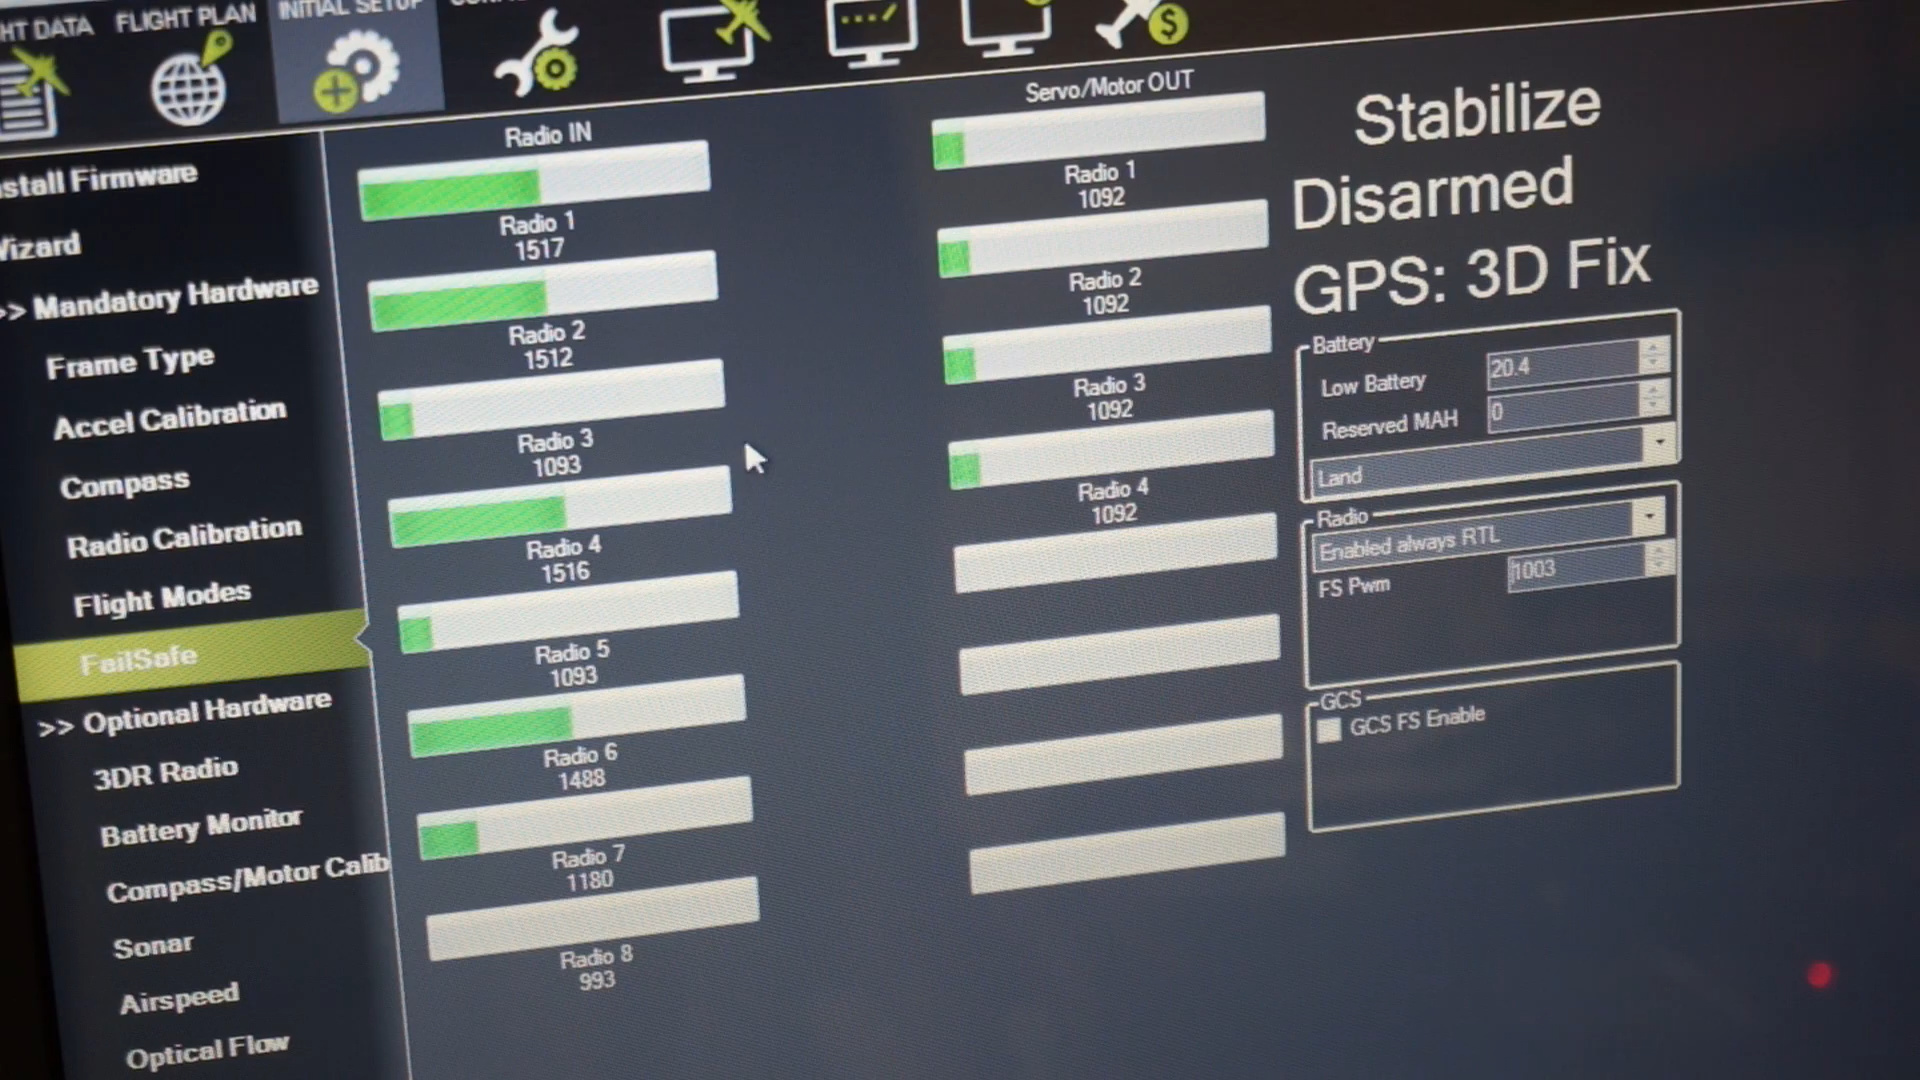 HT DATA
FLIGHT PLAN
INITIAL SETUP
stall Firmware
Wizard
>> Mandatory Hardware
Frame Type
Accel Calibration
Compass
Radio Calibration
Flight Modes
FailSafe
>> Optional Hardware
3DR Radio
Battery Monitor
Compass/Motor Calib
Sonar
Airspeed
Optical Flow
Radio IN
Radio 1
1517
Radio 2
1512
Radio 3
1093
Radio 4
1516
Radio 5
1093
Radio 6
1488
Radio 7
1180
Radio 8
993
Servo/Motor OUT
Radio 1
1092
Radio 2
1092
Radio 3
1092
Radio 4
1092
Stabilize
Disarmed
GPS: 3D Fix
Battery
Low Battery 20.4
Reserved MAH 0
Land
Radio
Enabled always RTL
FS Pwm 1003
GCS
GCS FS Enable